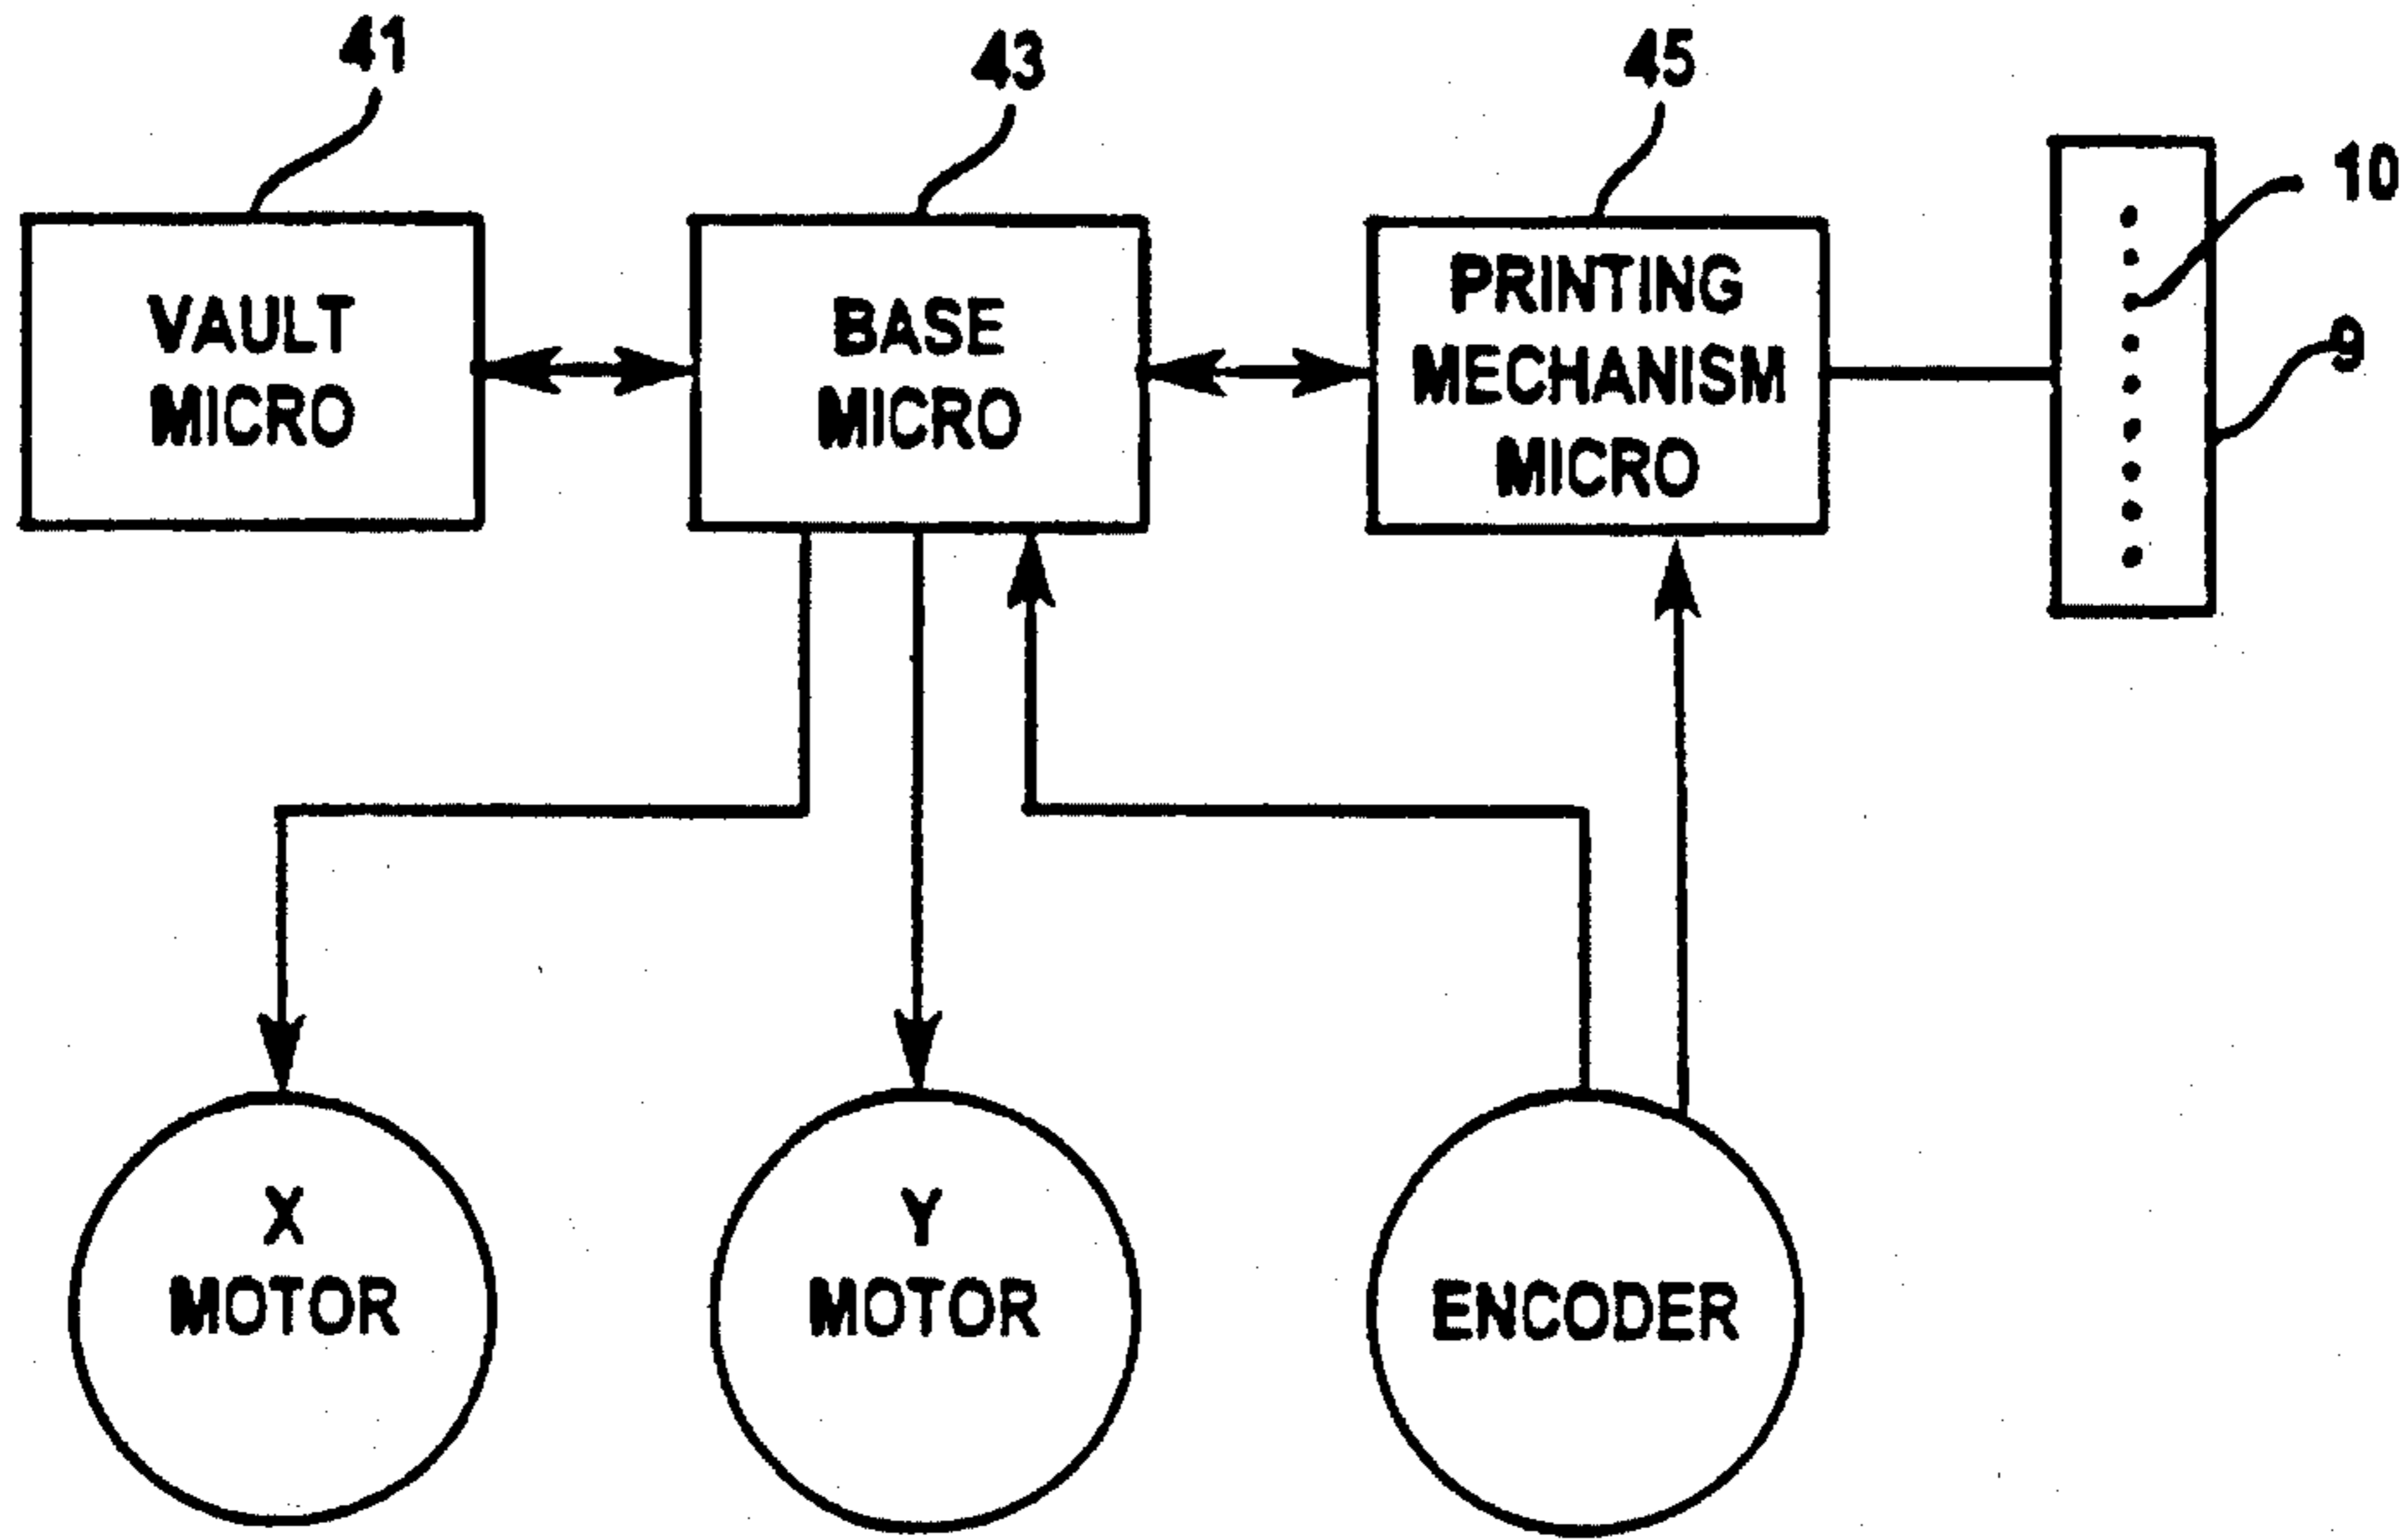 41
43
45
10
9
VAULT
MICRO
BASE
MICRO
PRINTING
MECHANISM
MICRO
X
MOTOR
Y
MOTOR
ENCODER